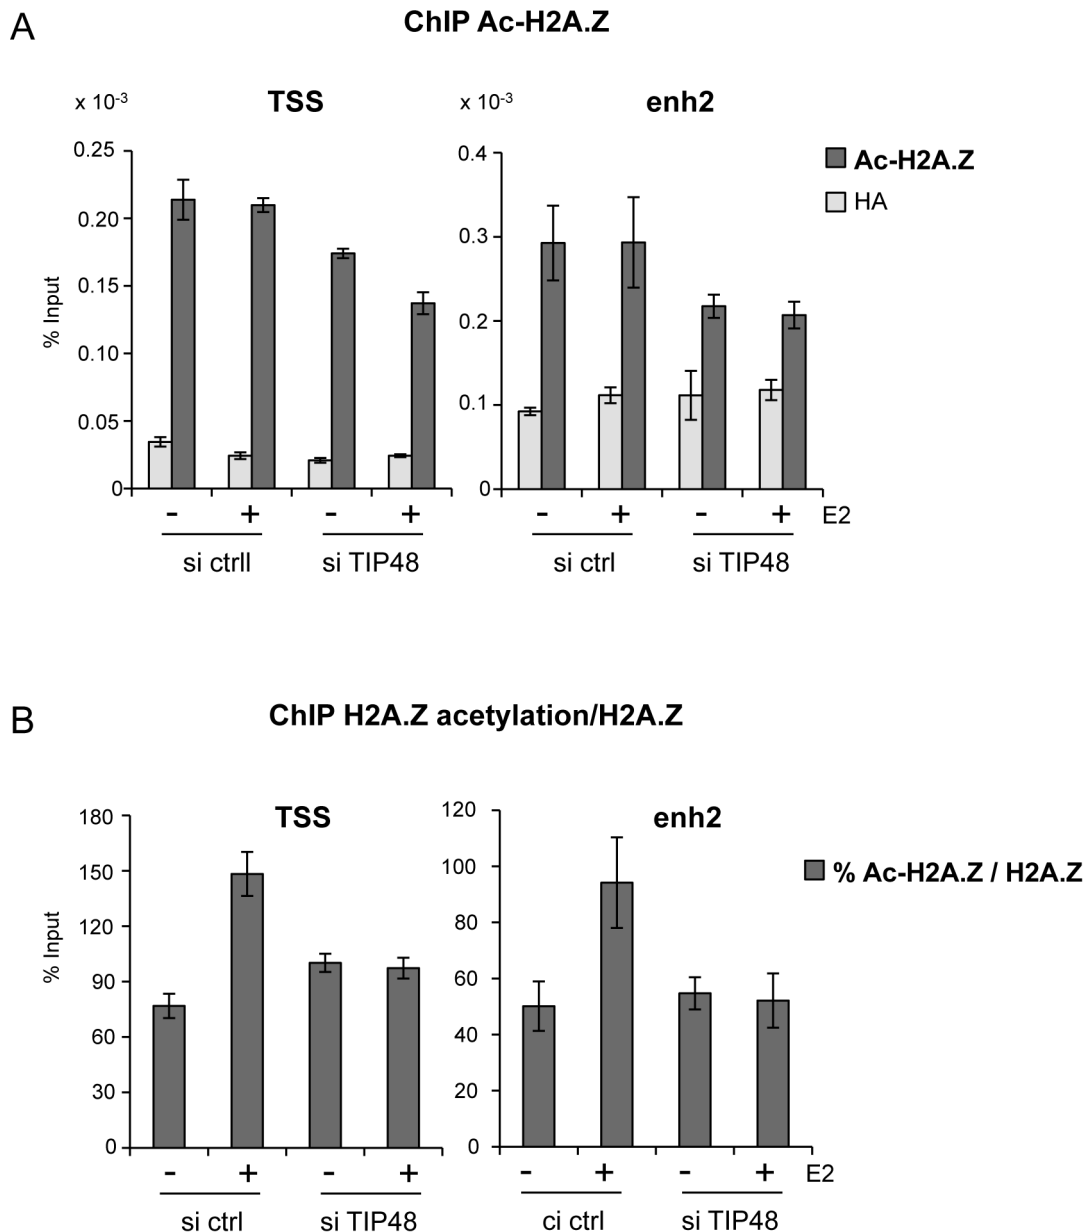 A
ChIP Ac-H2A.Z
x 10-3
TSS
x 10-3
enh2
% Input
0.25
0.20
0.15
0.10
0.05
0
0.4
0.3
0.2
0.1
0
Ac-H2A.Z
HA
- + - +
- + - + E2
si ctrll si TIP48
si ctrl si TIP48
B
ChIP H2A.Z acetylation/H2A.Z
TSS
enh2
% Input
180
150
120
90
60
30
0
120
100
80
60
40
20
0
% Ac-H2A.Z / H2A.Z
- + - +
- + - + E2
si ctrl si TIP48
ci ctrl si TIP48